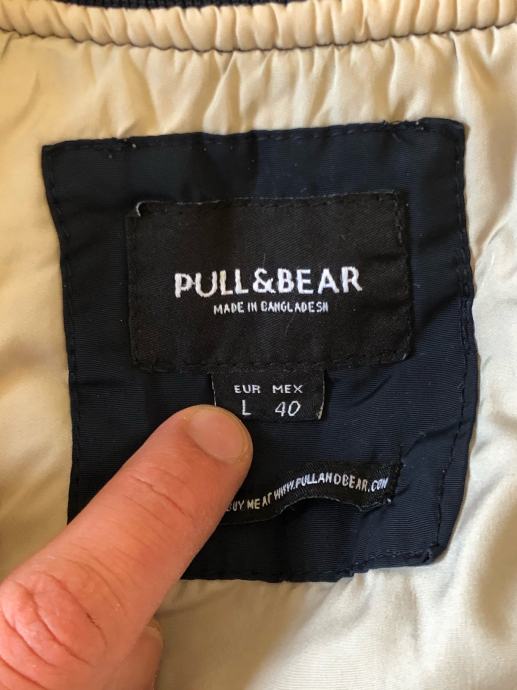 PULL&BEAR
MADE IN BANGLADESH
EUR MEX
L 40
BUY ME AT WWW.PULLANDBEAR.COM